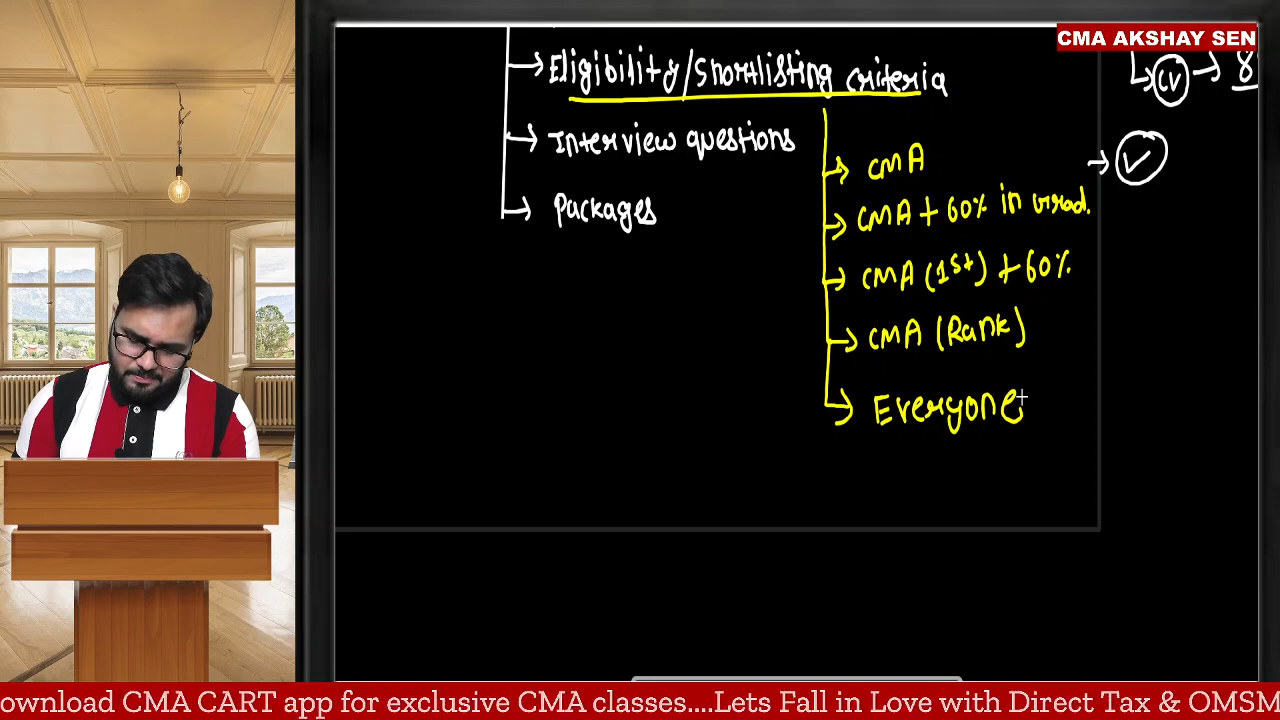 CMA AKSHAY SEN
Eligibility/Shortlisting criteria
CV → 8
Interview questions
Packages
CMA
CMA + 60% in Grad.
CMA (1st) + 60%
CMA (Rank)
Everyone
ownload CMA CART app for exclusive CMA classes....Lets Fall in Love with Direct Tax & OMSM